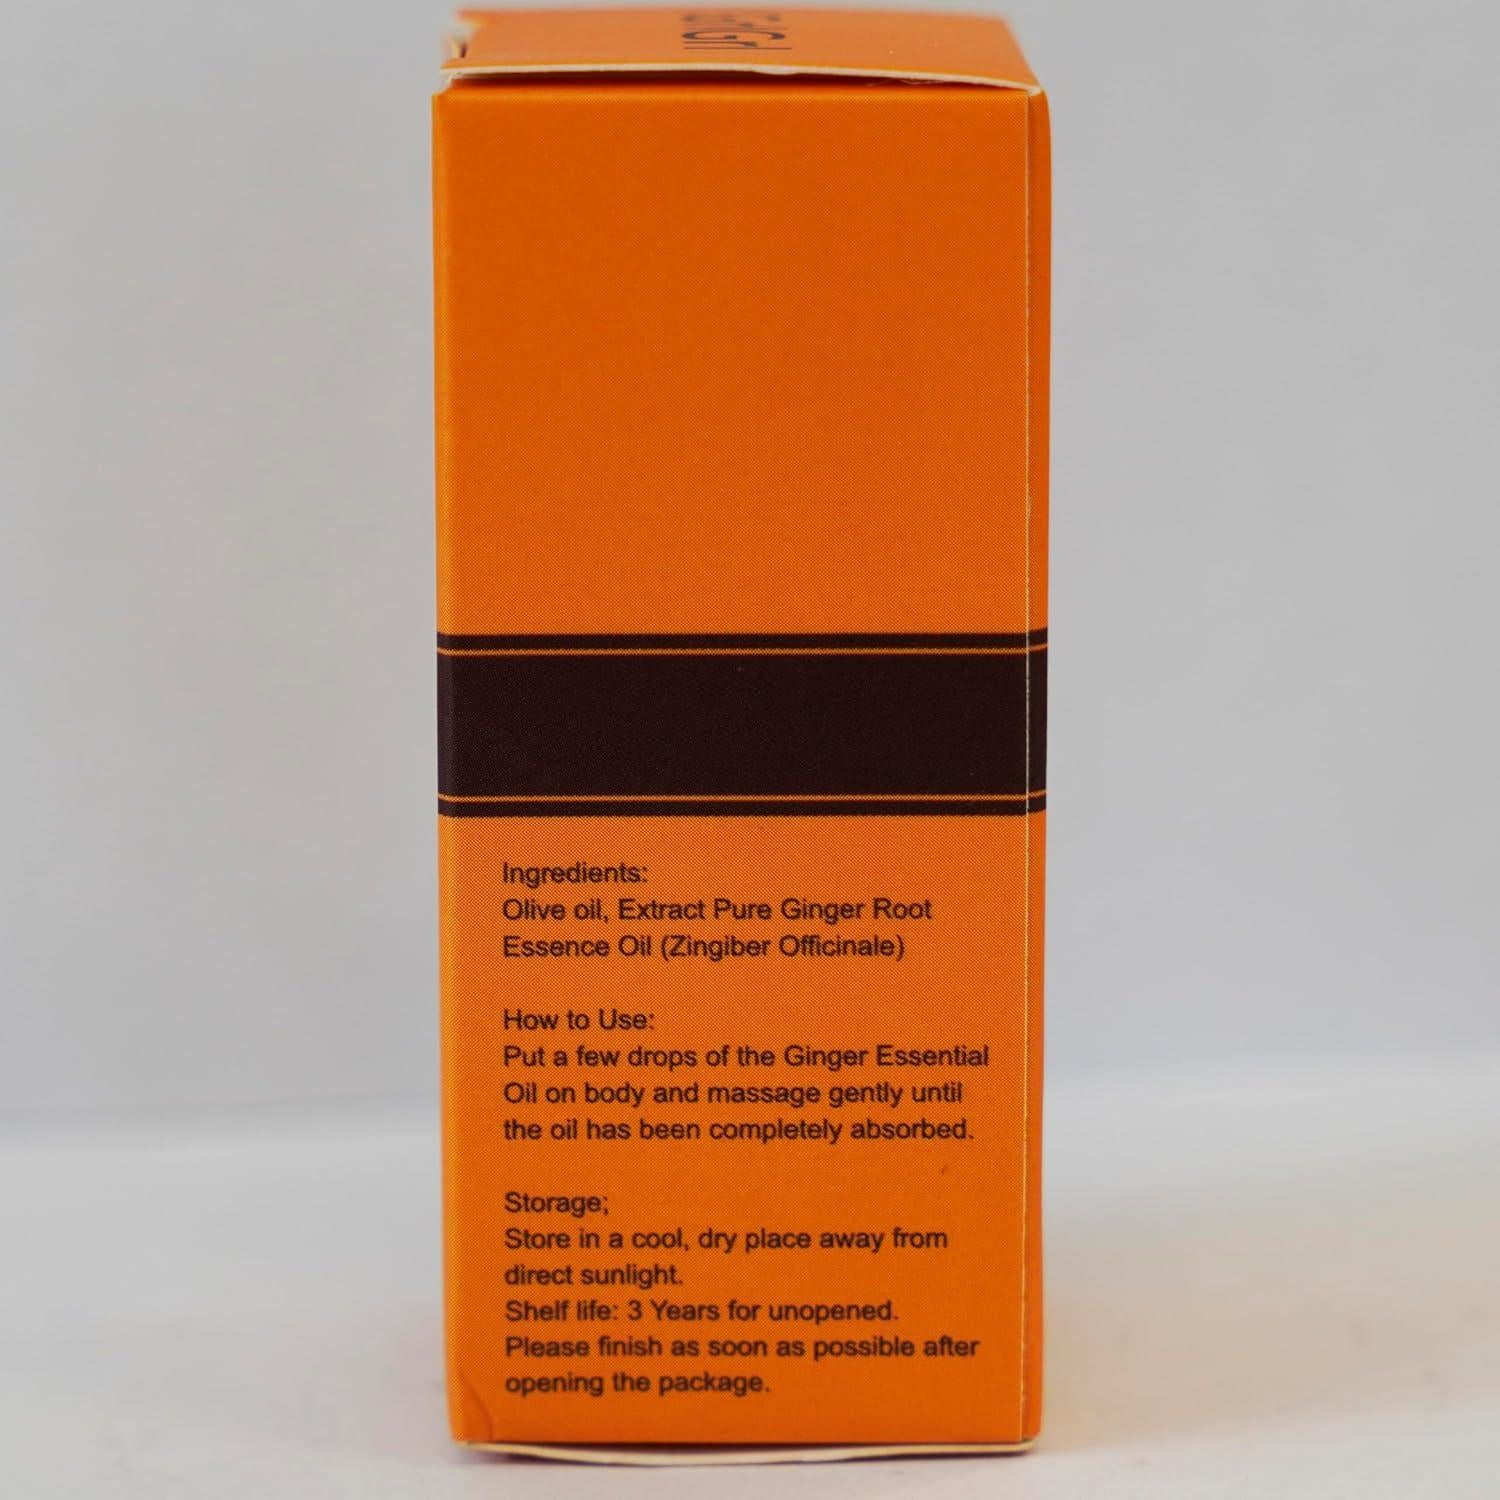 Ingredients:
Olive oil, Extract Pure Ginger Root
Essence Oil (Zingiber Officinale)
How to Use:
Put a few drops of the Ginger Essential
Oil on body and massage gently until
the oil has been completely absorbed.
Storage;
Store in a cool, dry place away from
direct sunlight.
Shelf life: 3 Years for unopened.
Please finish as soon as possible after
opening the package.